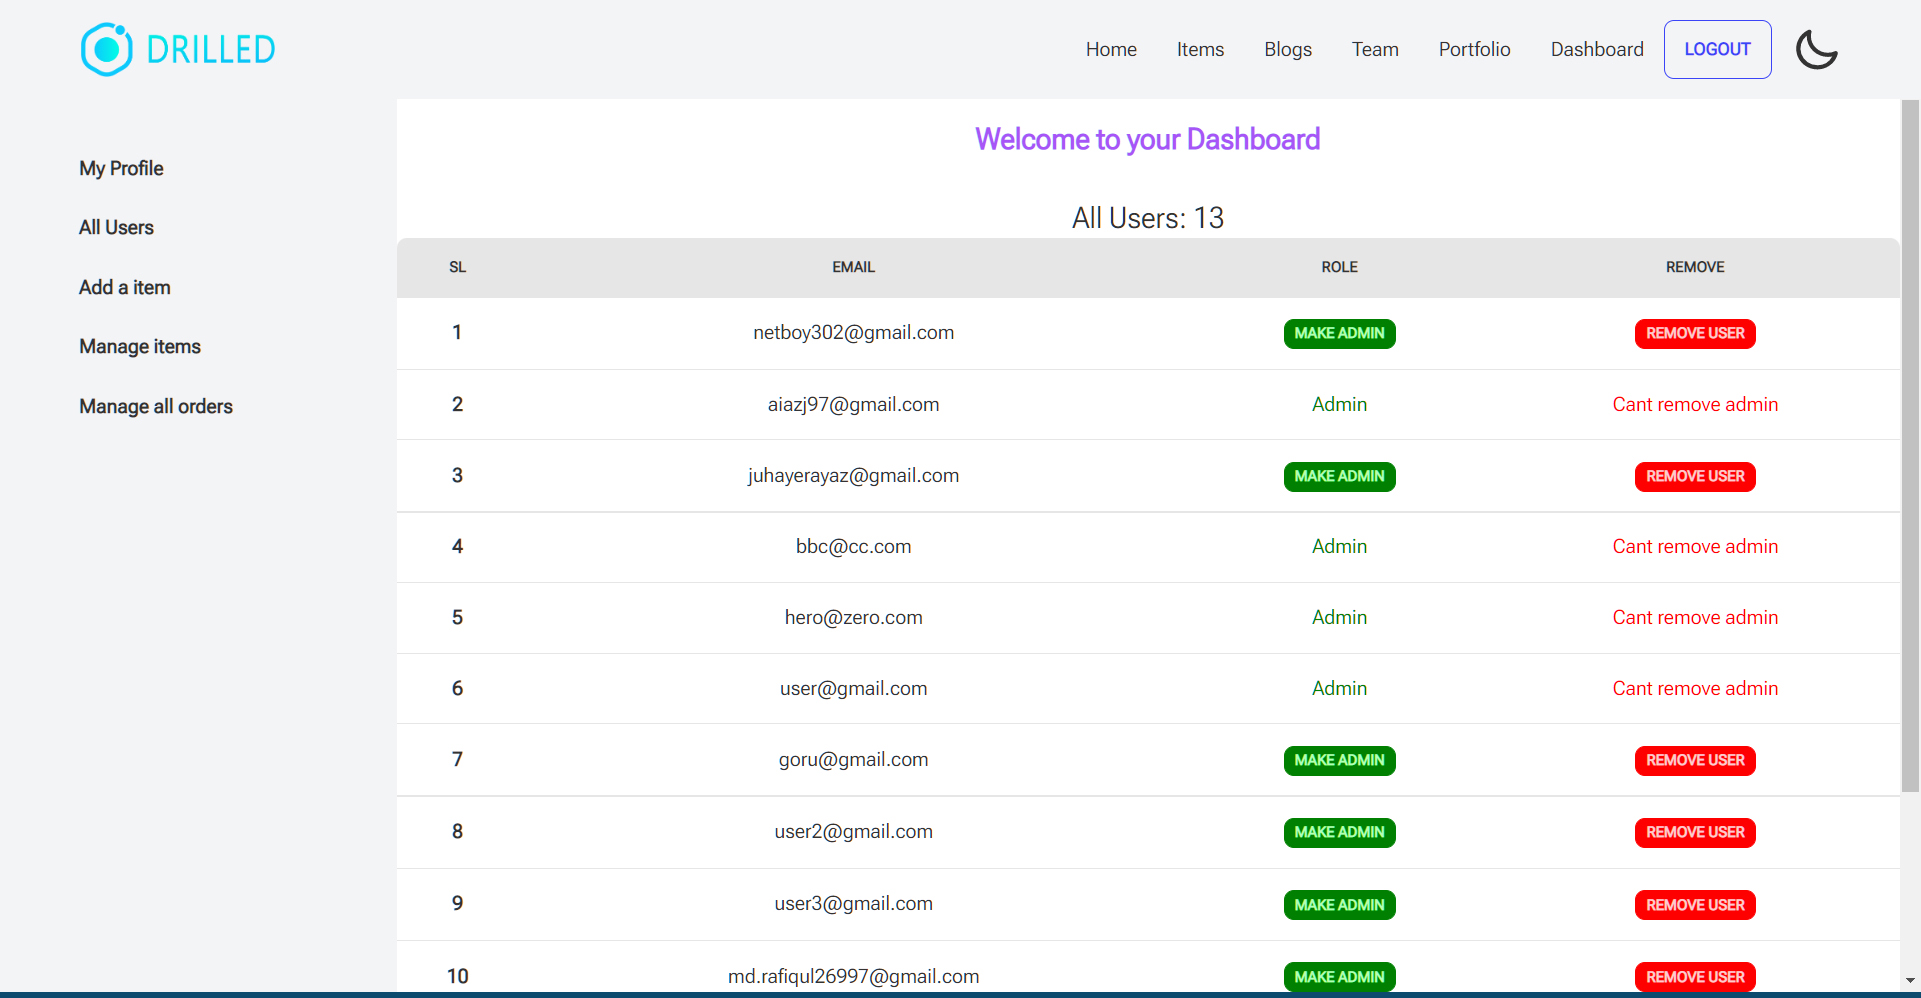 DRILLED
Home Items Blogs Team Portfolio Dashboard LOGOUT
My Profile
All Users
Add a item
Manage items
Manage all orders
Welcome to your Dashboard
All Users: 13
SL EMAIL ROLE REMOVE
1 netboy302@gmail.com MAKE ADMIN REMOVE USER
2 aiazj97@gmail.com Admin Cant remove admin
3 juhayerayaz@gmail.com MAKE ADMIN REMOVE USER
4 bbc@cc.com Admin Cant remove admin
5 hero@zero.com Admin Cant remove admin
6 user@gmail.com Admin Cant remove admin
7 goru@gmail.com MAKE ADMIN REMOVE USER
8 user2@gmail.com MAKE ADMIN REMOVE USER
9 user3@gmail.com MAKE ADMIN REMOVE USER
10 md.rafiqul26997@gmail.com MAKE ADMIN REMOVE USER